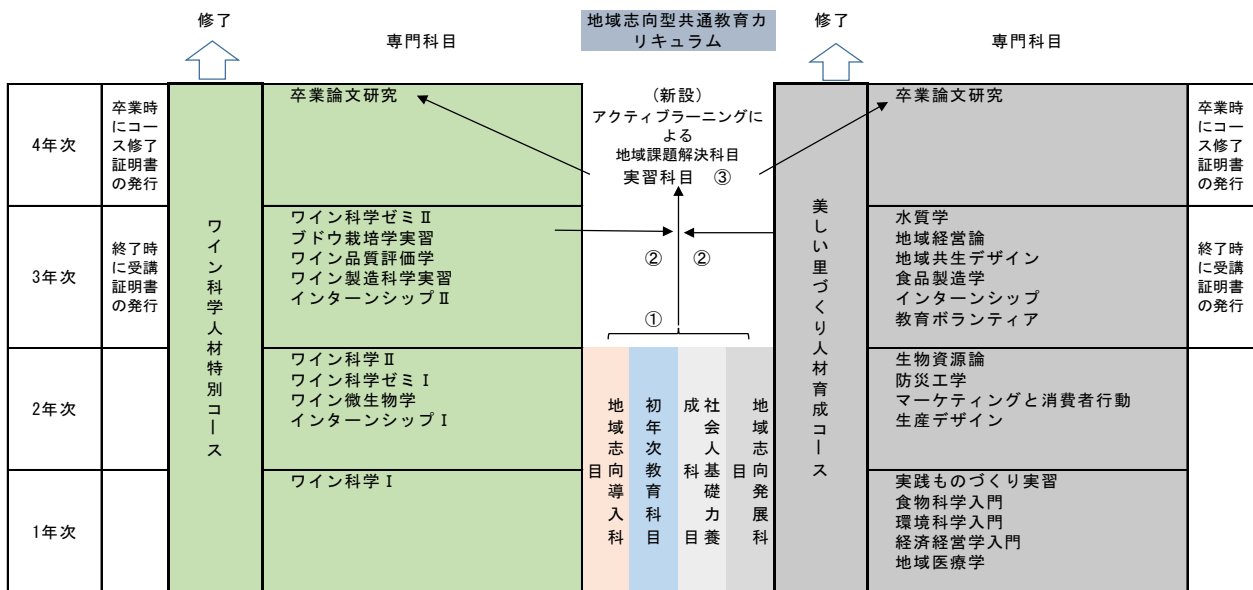 修了
専門科目
地域志向型共通教育カ
リキュラム
修了
専門科目
4年次
卒業時
にコー
ス修了
証明書
の発行
ワイン科学人材特別コース
卒業論文研究
（新設）
アクティブラーニングに
よる
地域課題解決科目
実習科目　③
美しい里づくり人材育成コース
卒業論文研究
卒業時
にコー
ス修了
証明書
の発行
3年次
終了時
に受講
証明書
の発行
ワイン科学ゼミⅡ
ブドウ栽培学実習
ワイン品質評価学
ワイン製造科学実習
インターンシップⅡ
②
②
①
水質学
地域経営論
地域共生デザイン
食品製造学
インターンシップ
教育ボランティア
終了時
に受講
証明書
の発行
2年次
ワイン科学Ⅱ
ワイン科学ゼミⅠ
ワイン微生物学
インターンシップⅠ
地域志向導入科
目
初年次教育科目
社会人基礎力養
成科目
地域志向発展科
目
生物資源論
防災工学
マーケティングと消費者行動
生産デザイン
1年次
ワイン科学Ⅰ
実践ものづくり実習
食物科学入門
環境科学入門
経済経営学入門
地域医療学